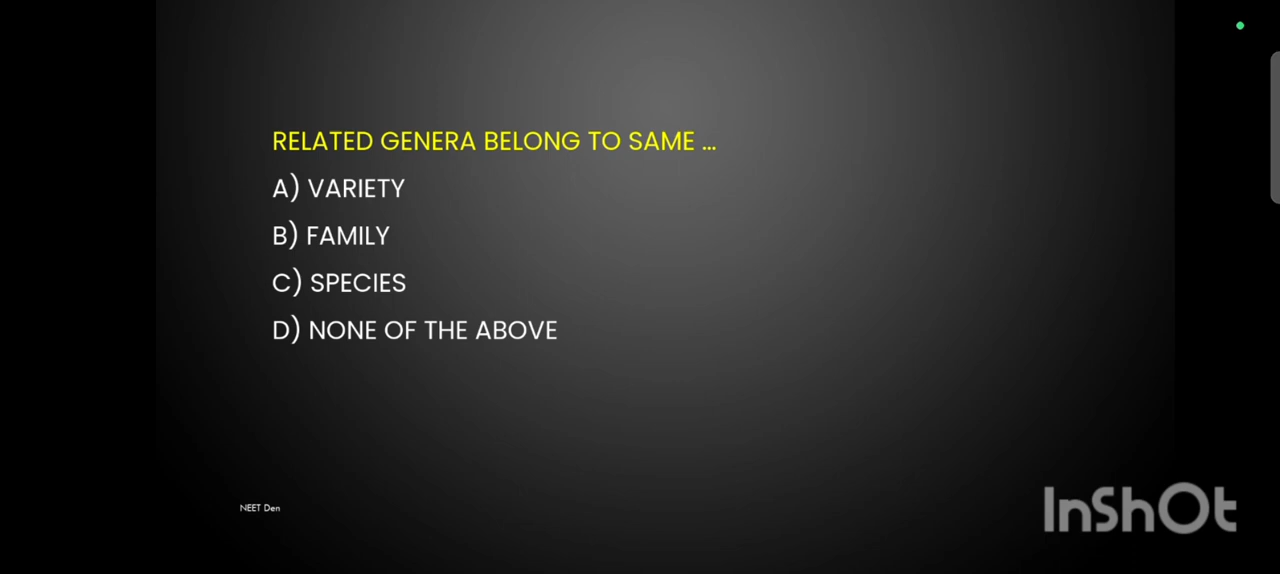 RELATED GENERA BELONG TO SAME ...
A) VARIETY
B) FAMILY
C) SPECIES
D) NONE OF THE ABOVE
NEET Den
InShOt